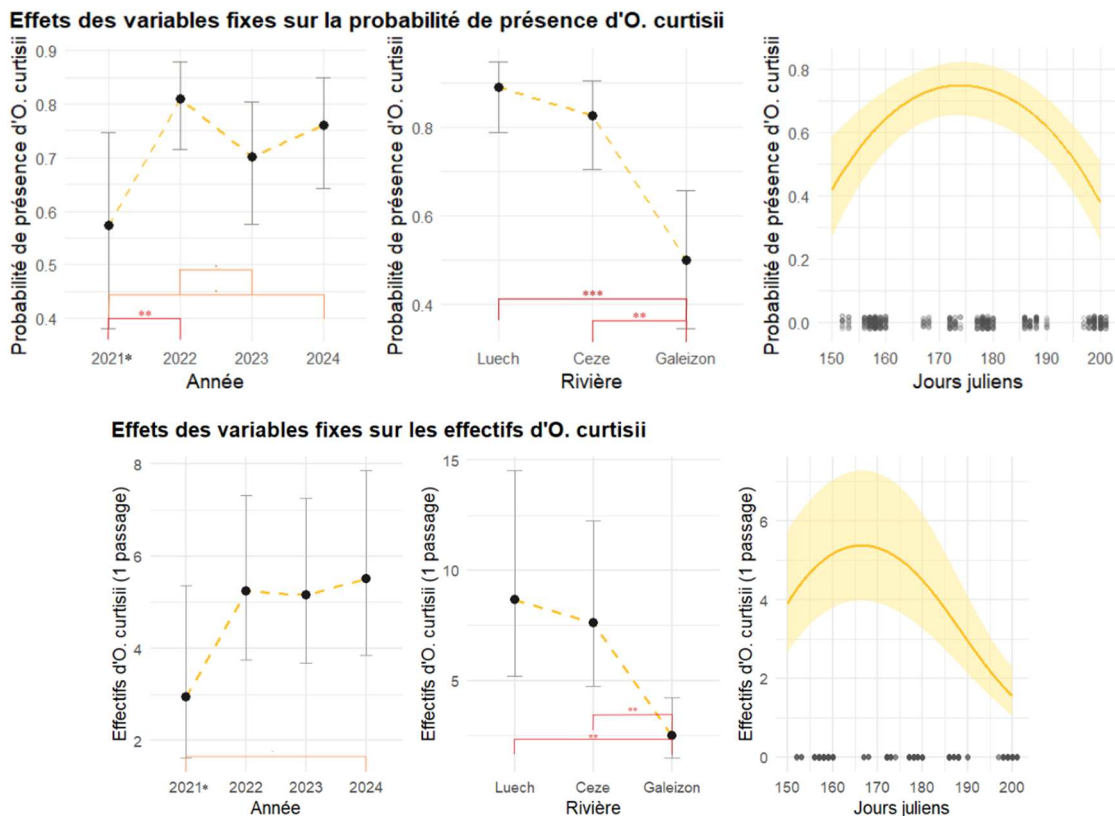 Effets des variables fixes sur la probabilité de présence d'O. curtisii
Probabilité de présence d'O. curtisii
0.9
0.8
0.7
0.6
0.5
0.4
.
.
**
2021*
2022
2023
2024
Année
Probabilité de présence d'O. curtisii
0.8
0.6
0.4
***
**
Luech
Ceze
Galeizon
Rivière
Probabilité de présence d'O. curtisii
0.8
0.6
0.4
0.2
0.0
150
160
170
180
190
200
Jours juliens
Effets des variables fixes sur les effectifs d'O. curtisii
Effectifs d'O. curtisii (1 passage)
8
6
4
2
.
2021*
2022
2023
2024
Année
Effectifs d'O. curtisii (1 passage)
15
10
5
**
**
Luech
Ceze
Galeizon
Rivière
Effectifs d'O. curtisii (1 passage)
6
4
2
0
150
160
170
180
190
200
Jours juliens